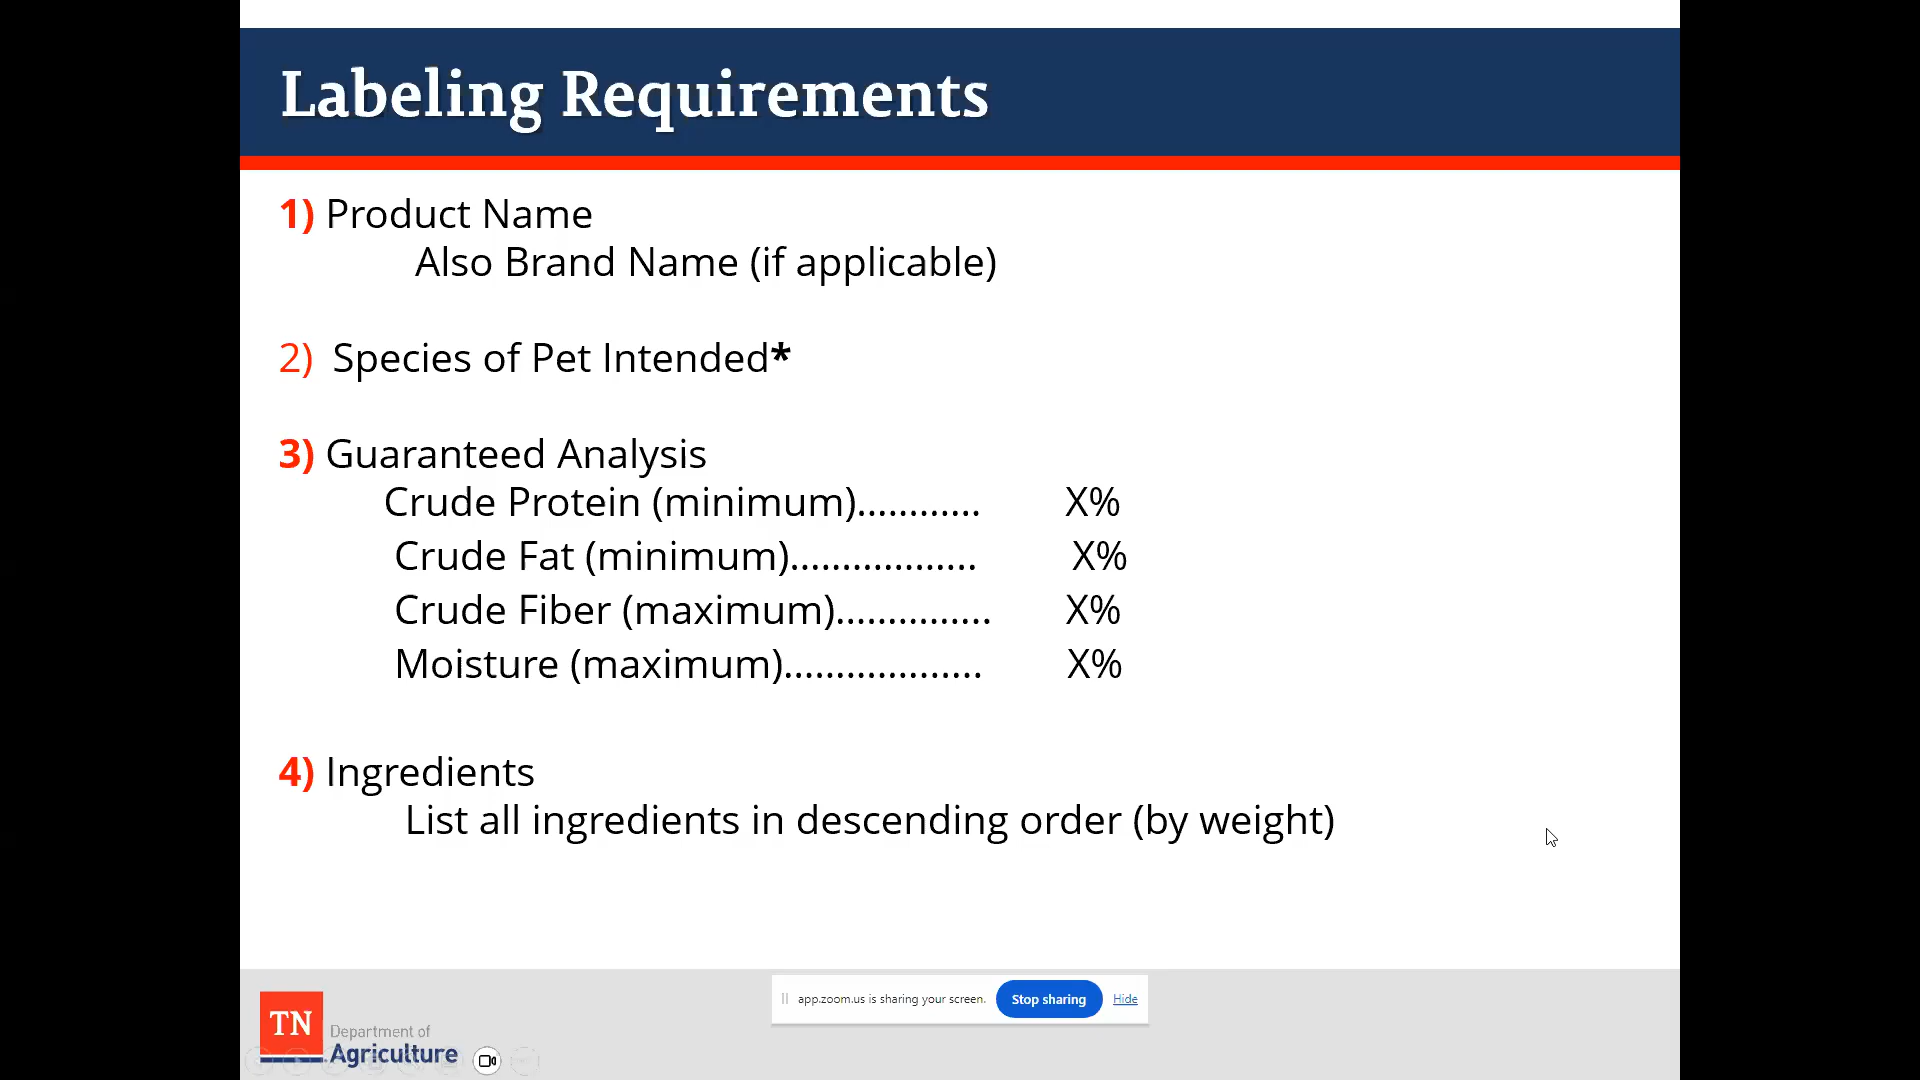 Labeling Requirements
1) Product Name
Also Brand Name (if applicable)
2) Species of Pet Intended*
3) Guaranteed Analysis
Crude Protein (minimum)............ X%
Crude Fat (minimum).................. X%
Crude Fiber (maximum)............... X%
Moisture (maximum)................... X%
4) Ingredients
List all ingredients in descending order (by weight)
app.zoom.us is sharing your screen. Stop sharing Hide
TN
Department of
Agriculture